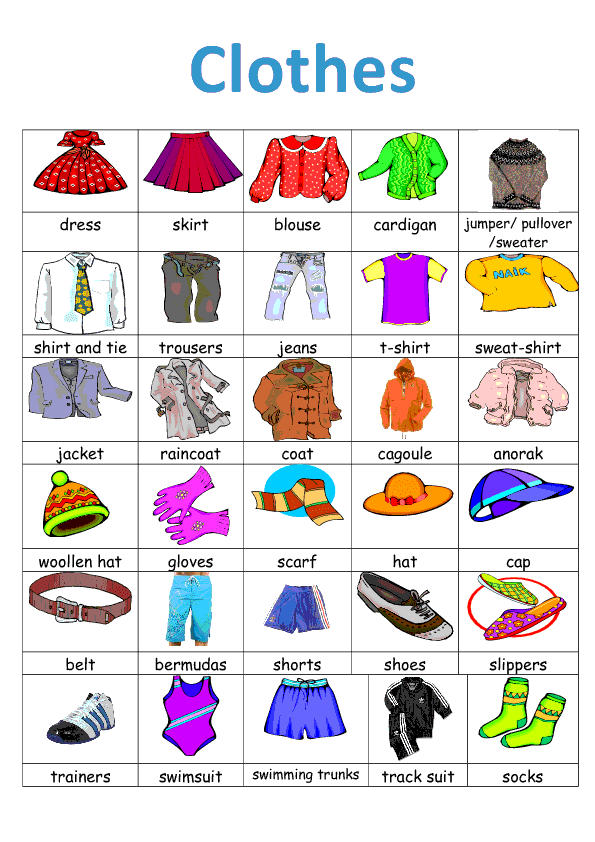 Clothes
dress
skirt
blouse
cardigan
jumper/ pullover
/sweater
NAIK
shirt and tie
trousers
jeans
t-shirt
sweat-shirt
jacket
raincoat
coat
cagoule
anorak
woollen hat
gloves
scarf
hat
cap
belt
bermudas
shorts
shoes
slippers
trainers
swimsuit
swimming trunks
track suit
socks